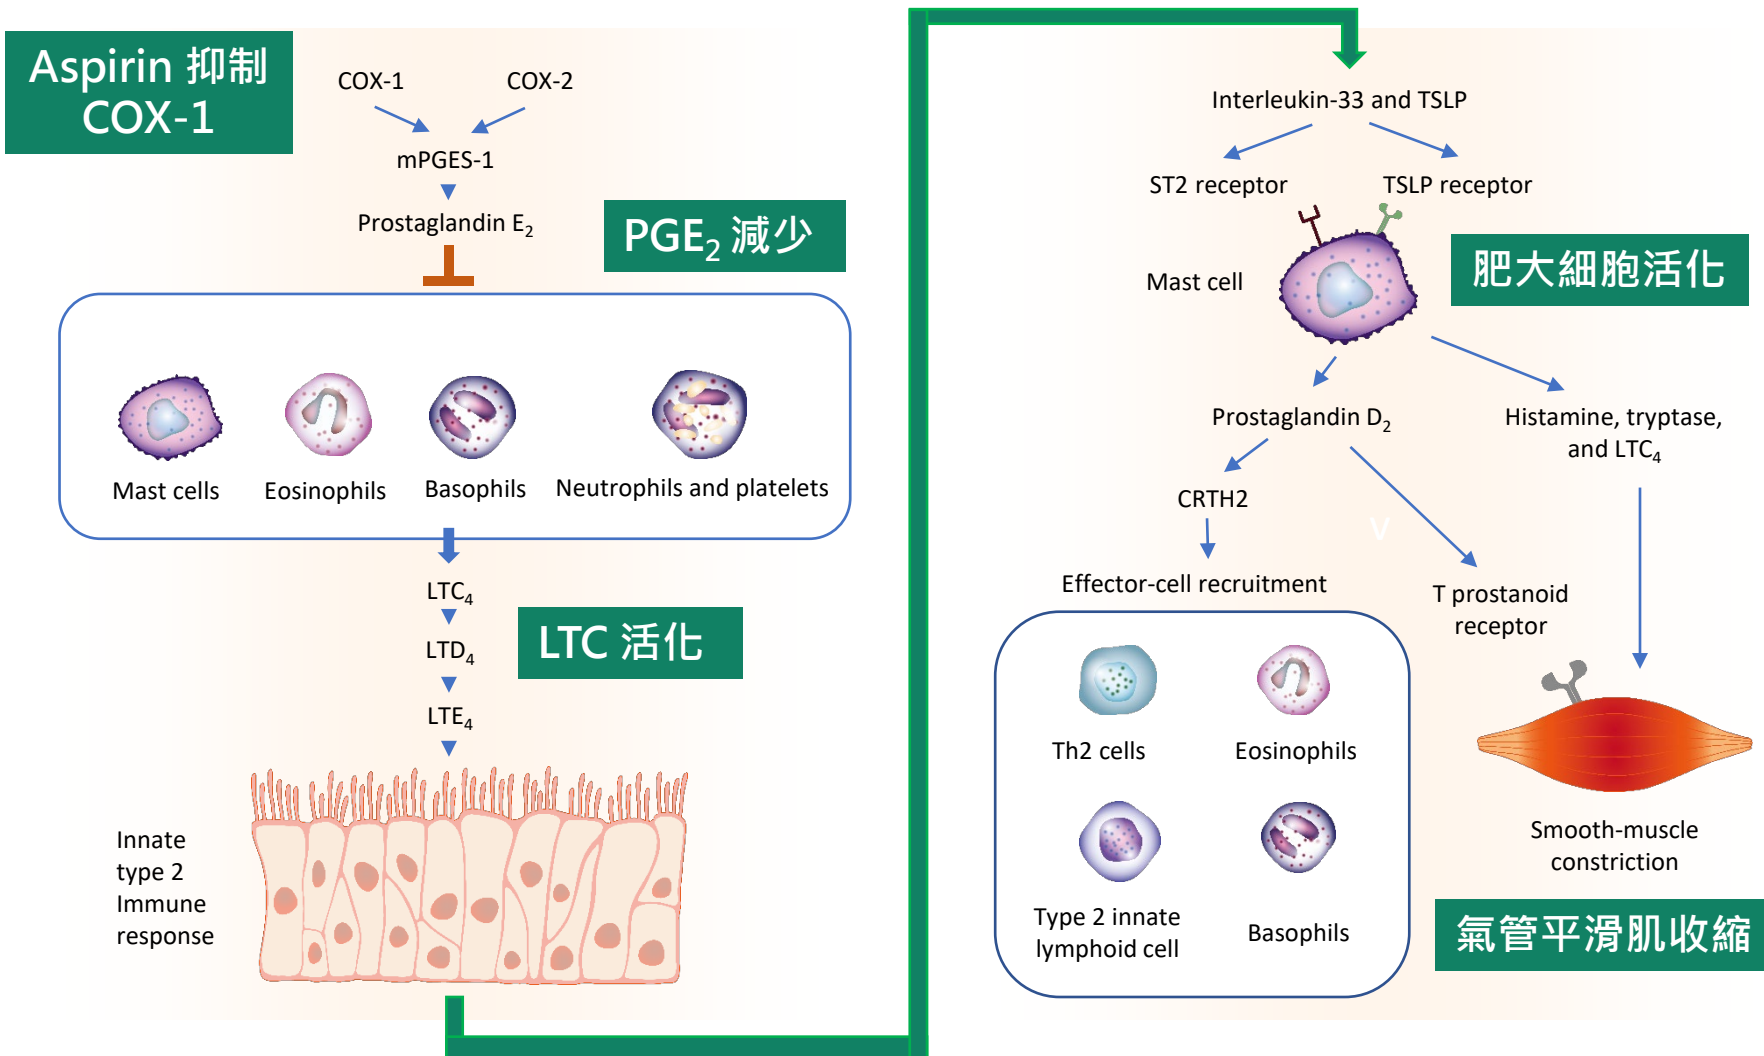 Aspirin 抑制
COX-1
COX-1
COX-2
mPGES-1
Prostaglandin E₂
PGE₂ 減少
Mast cells
Eosinophils
Basophils
Neutrophils and platelets
LTC₄
LTD₄
LTE₄
LTC 活化
Innate
type 2
Immune
response
Interleukin-33 and TSLP
ST2 receptor
TSLP receptor
Mast cell
肥大細胞活化
Prostaglandin D₂
Histamine, tryptase,
and LTC₄
CRTH2
V
Effector-cell recruitment
T prostanoid
receptor
Th2 cells
Eosinophils
Type 2 innate
lymphoid cell
Basophils
Smooth-muscle
constriction
氣管平滑肌收縮